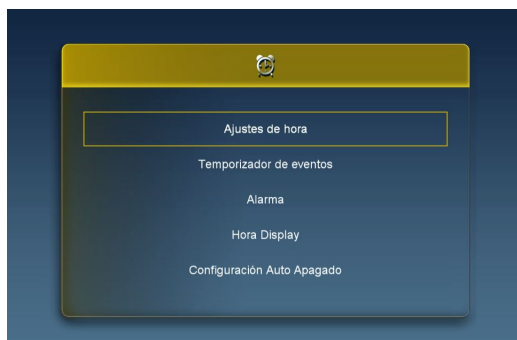 Ajustes de hora
Temporizador de eventos
Alarma
Hora Display
Configuración Auto Apagado